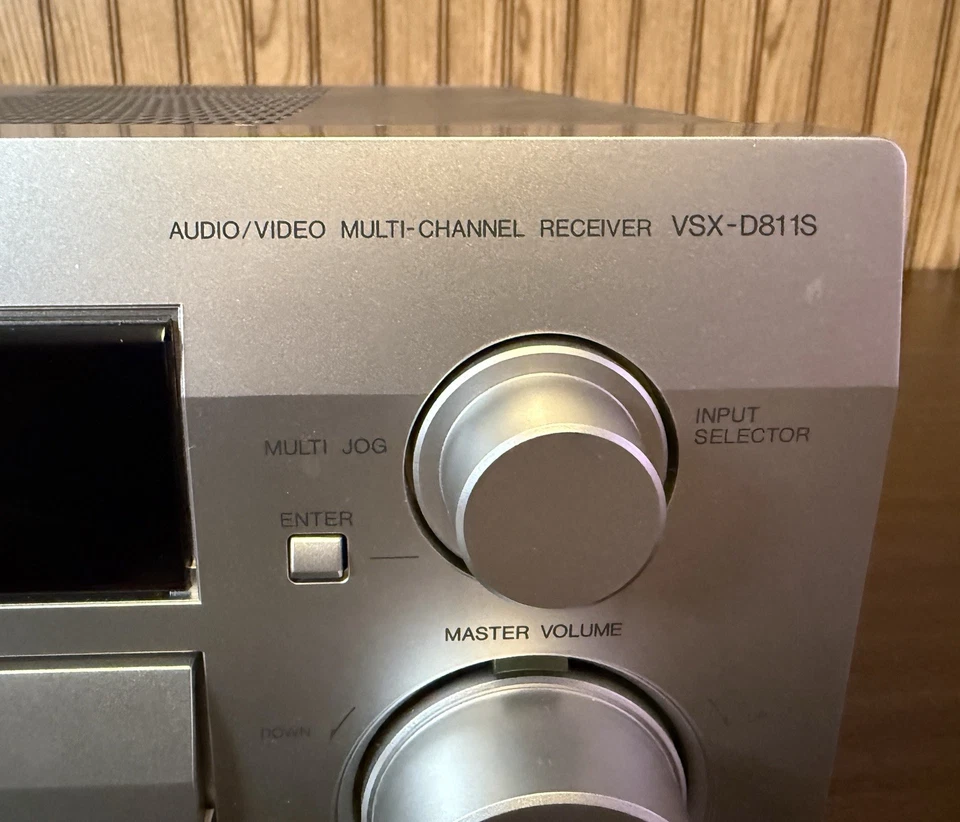 AUDIO/VIDEO MULTI-CHANNEL RECEIVER VSX-D811S
INPUT
SELECTOR
MULTI JOG
ENTER
MASTER VOLUME
DOWN